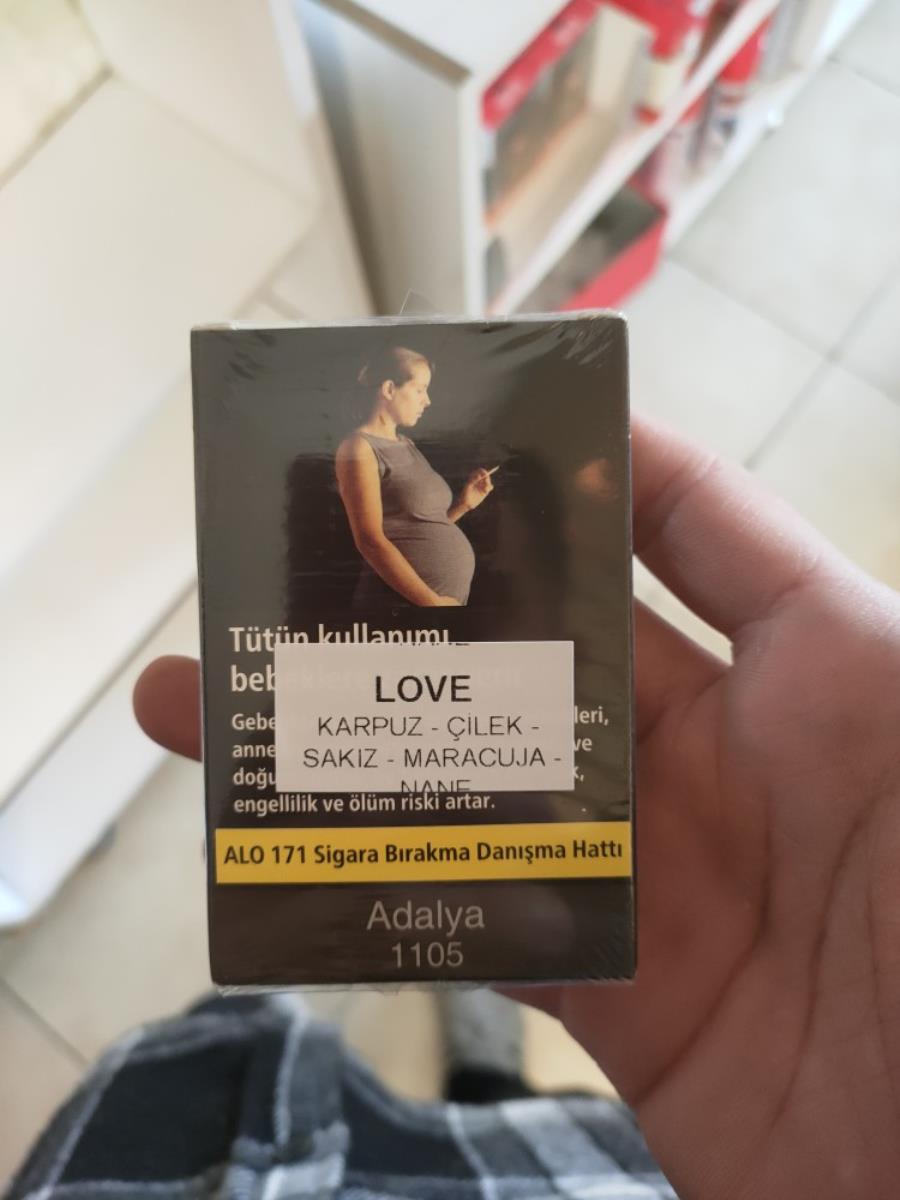 Tütün kullanımı
LOVE
KARPUZ - ÇİLEK -
SAKIZ - MARACUJA -
NANE
engellilik ve ölüm riski artar.
ALO 171 Sigara Bırakma Danışma Hattı
Adalya
1105